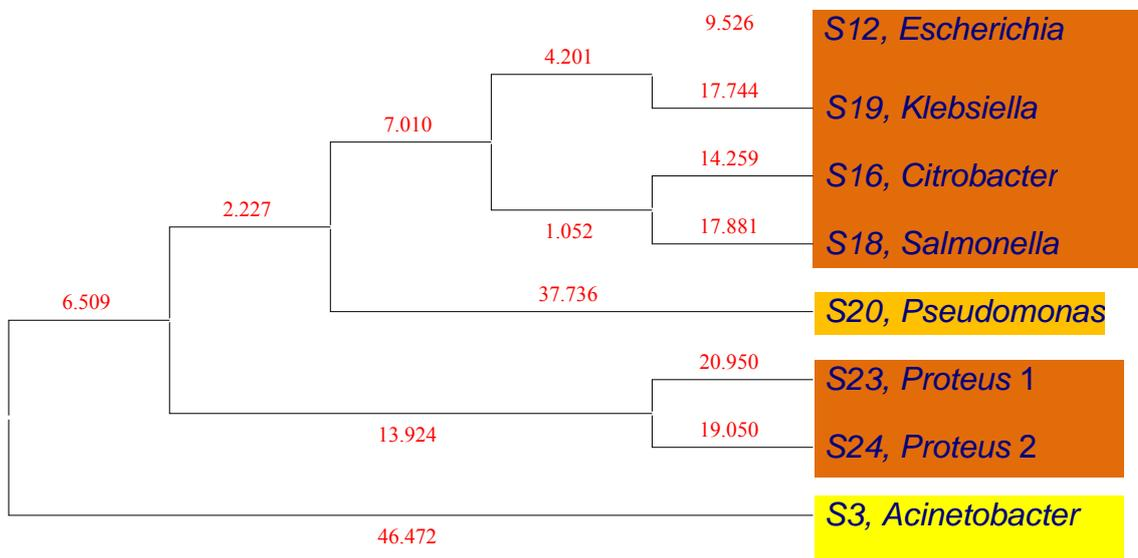 9.526
S12, Escherichia
4.201
17.744
S19, Klebsiella
7.010
14.259
S16, Citrobacter
2.227
1.052
17.881
S18, Salmonella
6.509
37.736
S20, Pseudomonas
20.950
S23, Proteus 1
13.924
19.050
S24, Proteus 2
S3, Acinetobacter
46.472